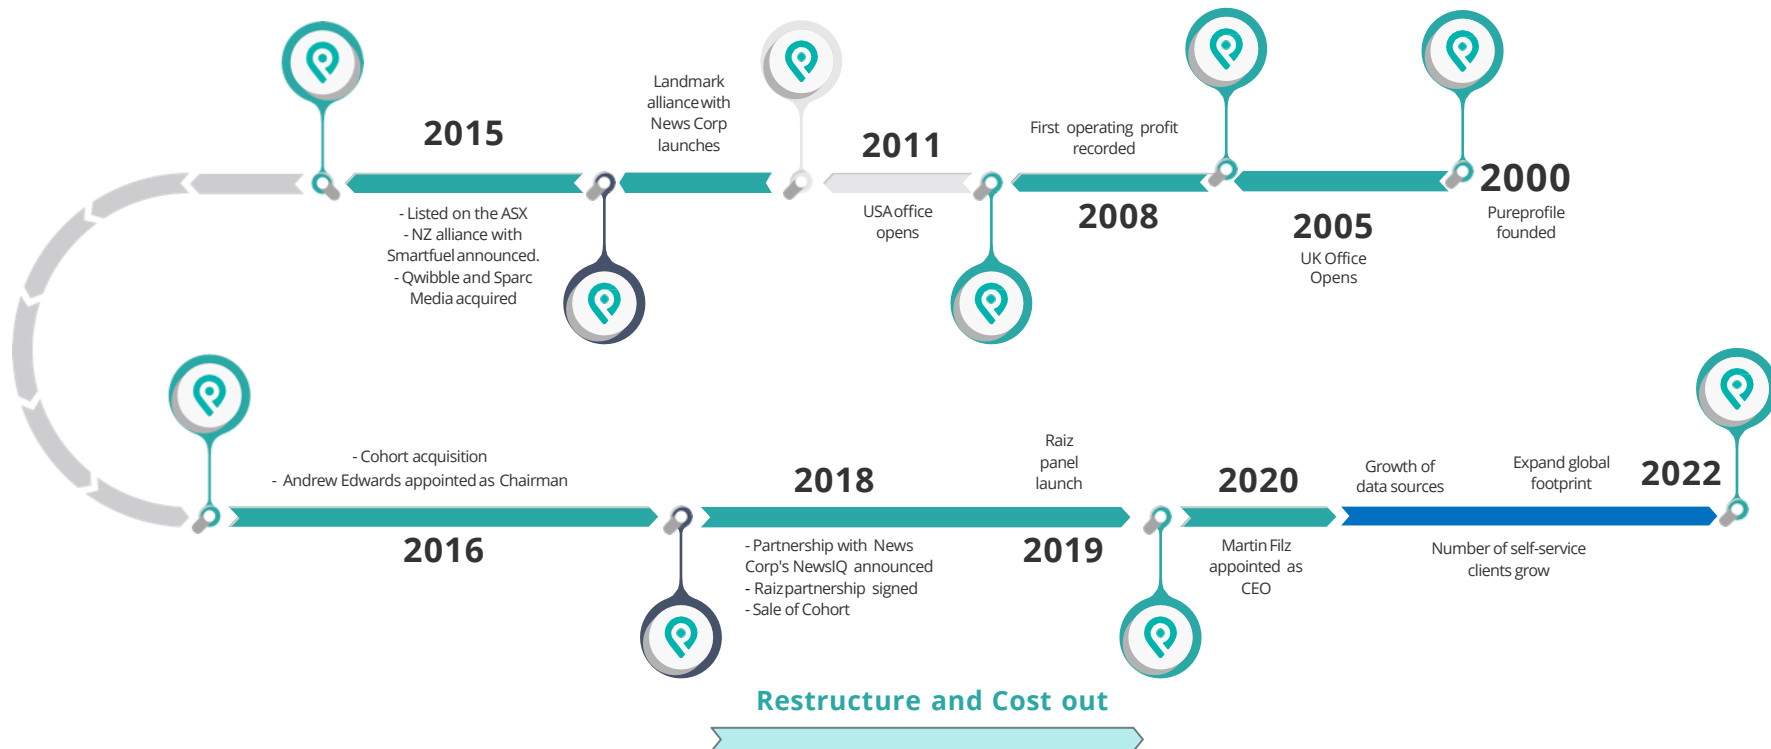 2000
Pureprofile
founded
2005
UK Office
Opens
First operating profit
recorded
2008
2011
USA office
opens
Landmark
alliance with
News Corp
launches
2015
- Listed on the ASX
- NZ alliance with
Smartfuel announced.
- Qwibble and Sparc
Media acquired
- Cohort acquisition
- Andrew Edwards appointed as Chairman
2016
2018
- Partnership with News
Corp's NewsIQ announced
- Raiz partnership signed
- Sale of Cohort
Raiz
panel
launch
2019
2020
Martin Filz
appointed as
CEO
Growth of
data sources
Expand global
footprint
2022
Number of self-service
clients grow
Restructure and Cost out